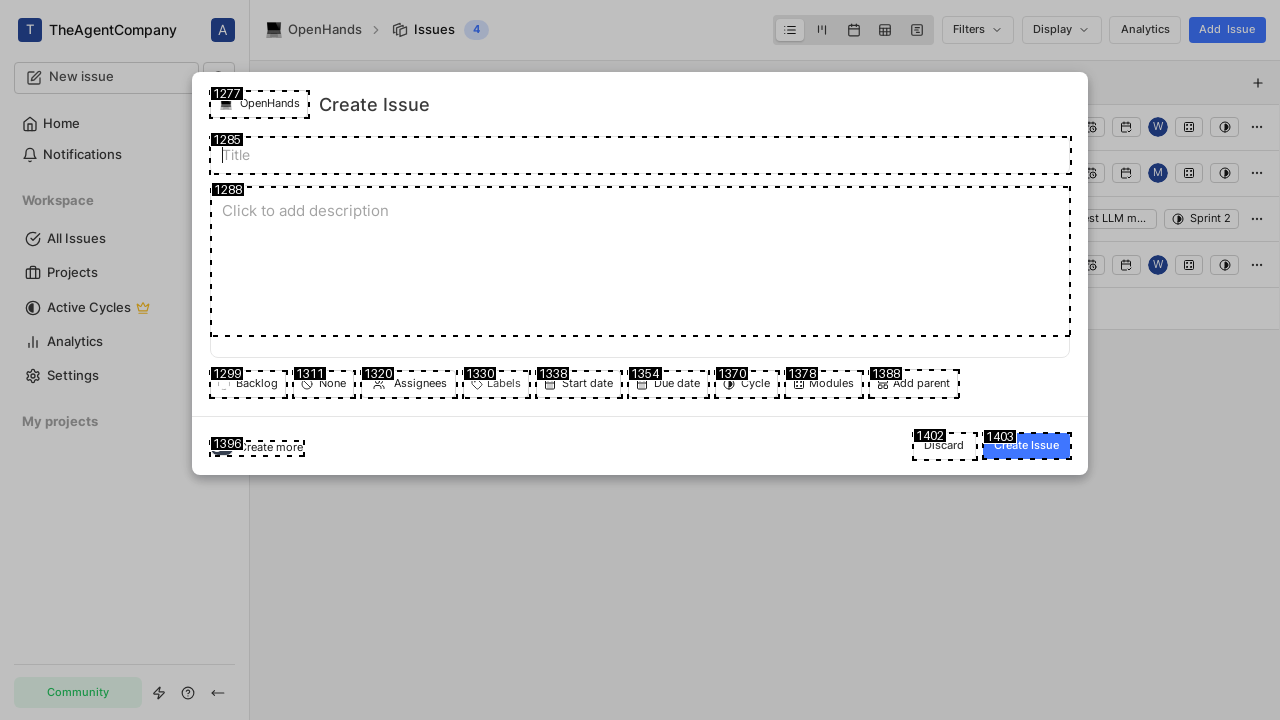 T TheAgentCompany A
OpenHands Issues 4
Filters Display Analytics Add Issue
New issue
Home
Notifications
Workspace
All Issues
Projects
Active Cycles
Analytics
Settings
My projects
Community
W
M
est LLM m... Sprint 2
W
1277 OpenHands Create Issue
1285
Title
1288
Click to add description
1299 1311 1320 1330 1338 1354 1370 1378 1388
Backlog None Assignees Labels Start date Due date Cycle Modules Add parent
1396 Create more
1402 Discard
1403 Create Issue